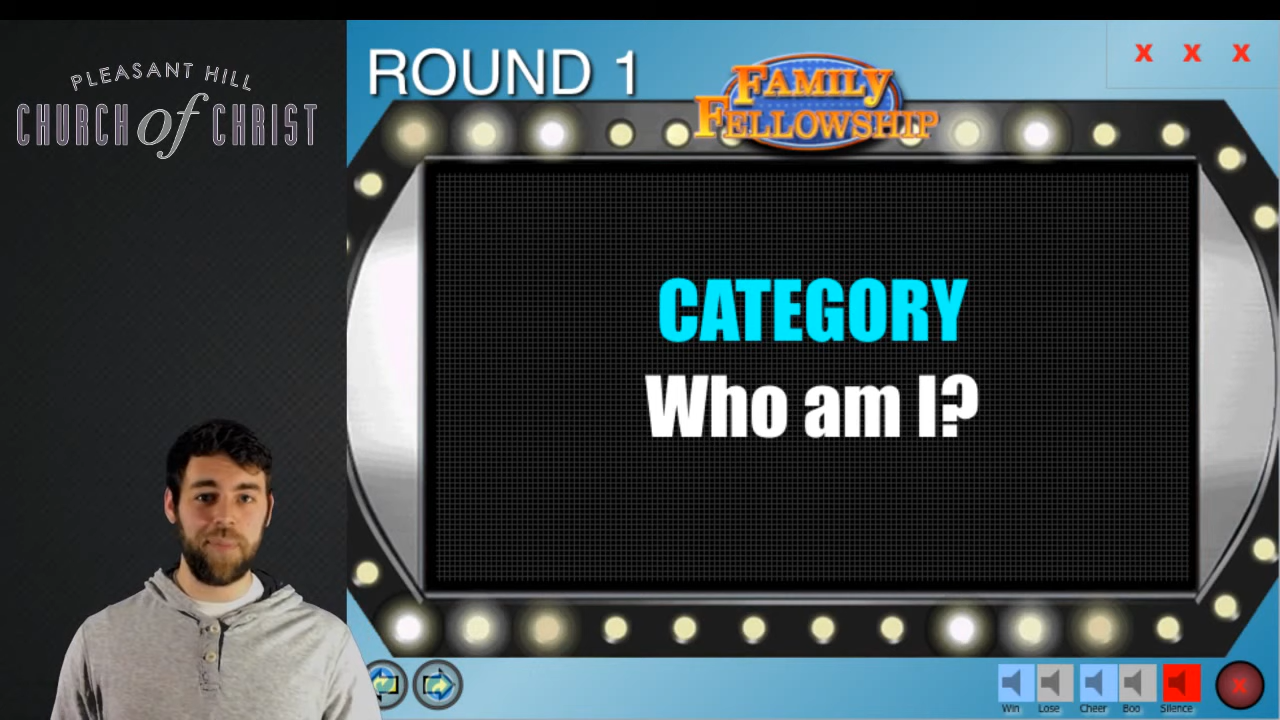 PLEASANT HILL
CHURCH of CHRIST
ROUND 1
FAMILY
FELLOWSHIP
X X X
CATEGORY
Who am I?
Win Lose Cheer Boo Silence
X